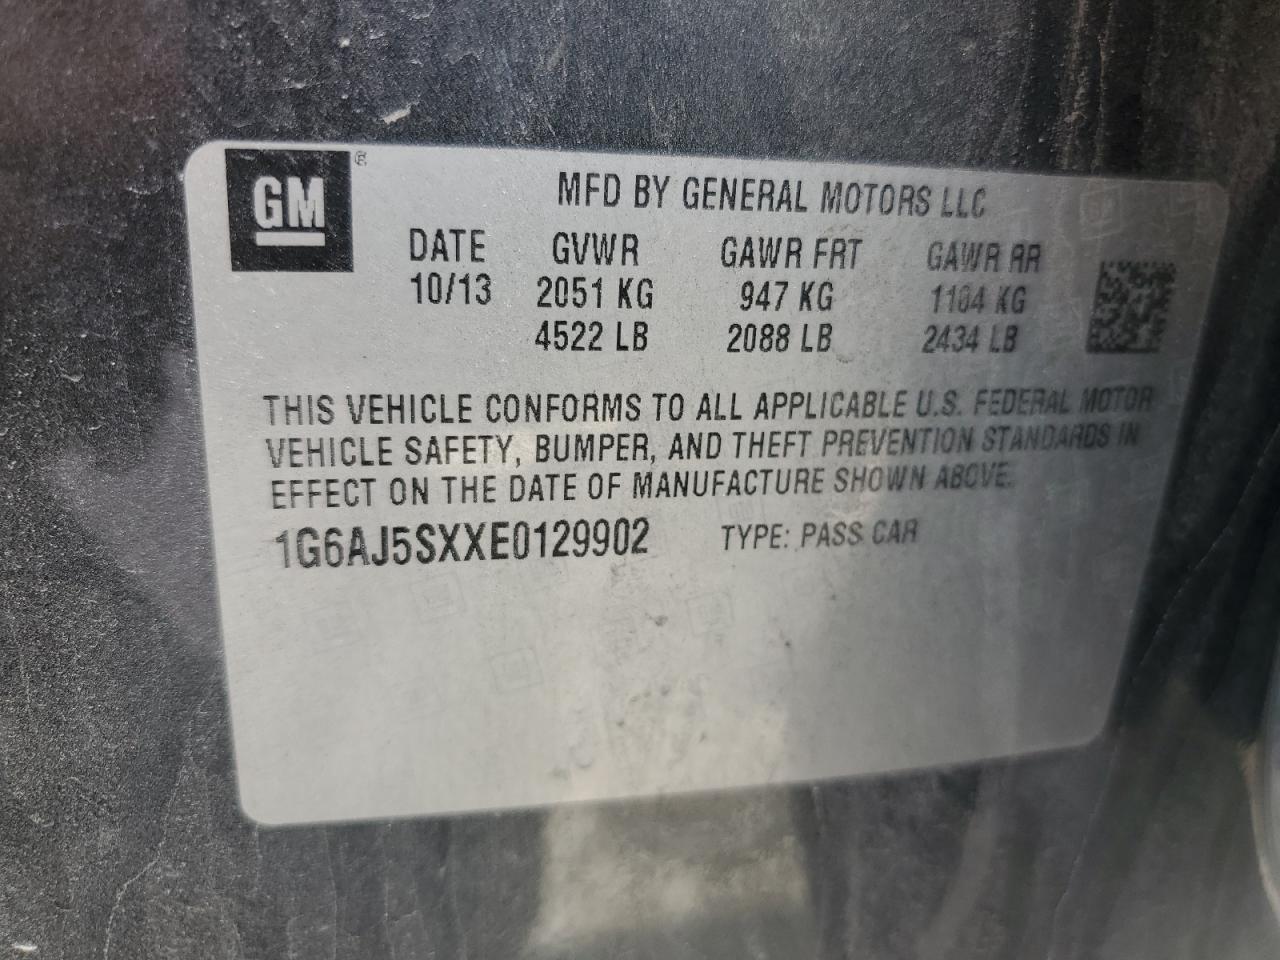 GM ®
MFD BY GENERAL MOTORS LLC
DATE GVWR GAWR FRT GAWR RR
10/13 2051 KG 947 KG 1104 KG
4522 LB 2088 LB 2434 LB
THIS VEHICLE CONFORMS TO ALL APPLICABLE U.S. FEDERAL MOTOR
VEHICLE SAFETY, BUMPER, AND THEFT PREVENTION STANDARDS IN
EFFECT ON THE DATE OF MANUFACTURE SHOWN ABOVE.
1G6AJ5SXXE0129902 TYPE: PASS CAR